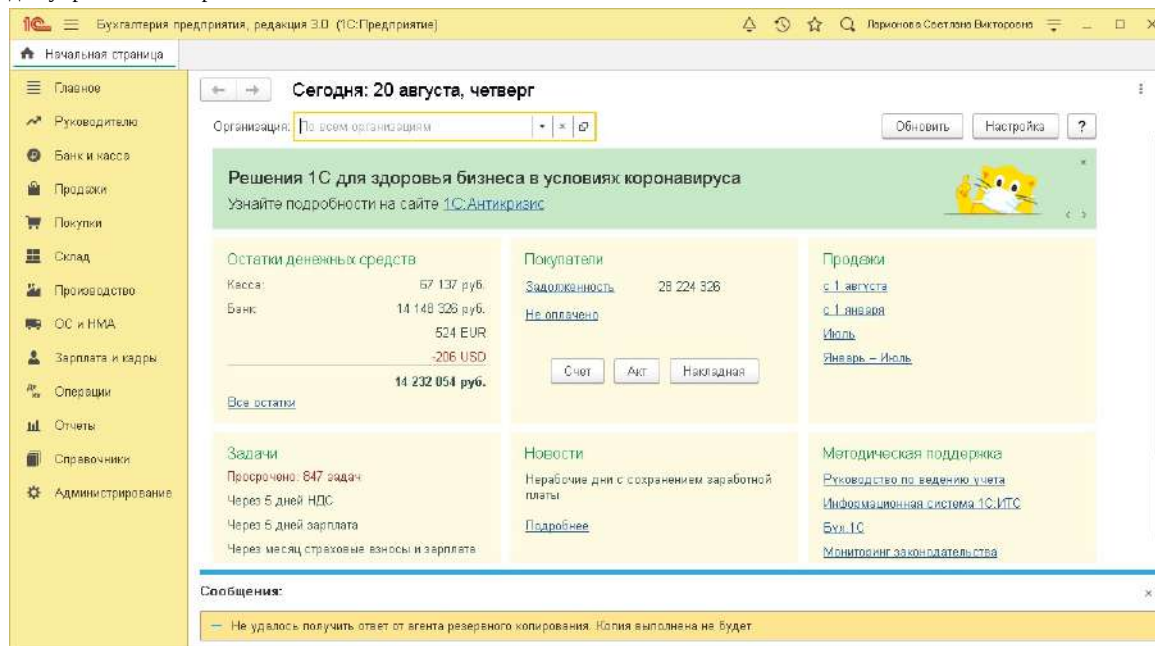 1С Бухгалтерия предприятия, редакция 3.0 (1С:Предприятие)
Ларионова Светлана Викторовна
Начальная страница
Главное
Руководителю
Банк и касса
Продажи
Покупки
Склад
Производство
ОС и НМА
Зарплата и кадры
Операции
Отчеты
Справочники
Администрирование
Сегодня: 20 августа, четверг
Организация: По всем организациям
Обновить Настройка ?
Решения 1С для здоровья бизнеса в условиях коронавируса
Узнайте подробности на сайте 1С:Антикризис
Остатки денежных средств
Касса: 67 137 руб.
Банк: 14 148 326 руб.
524 EUR
-206 USD
14 232 054 руб.
Все остатки
Покупатели
Задолженность 28 224 326
Не оплачено
Счет Акт Накладная
Продажи
с 1 августа
с 1 января
Июль
Январь – Июль
Задачи
Просрочено: 847 задач
Через 5 дней НДС
Через 5 дней зарплата
Через месяц страховые взносы и зарплата
Новости
Нерабочие дни с сохранением заработной
платы
Подробнее
Методическая поддержка
Руководство по ведению учета
Информационная система 1С:ИТС
Бух.1С
Мониторинг законодательства
Сообщения:
— Не удалось получить ответ от агента резервного копирования. Копия выполнена не будет.